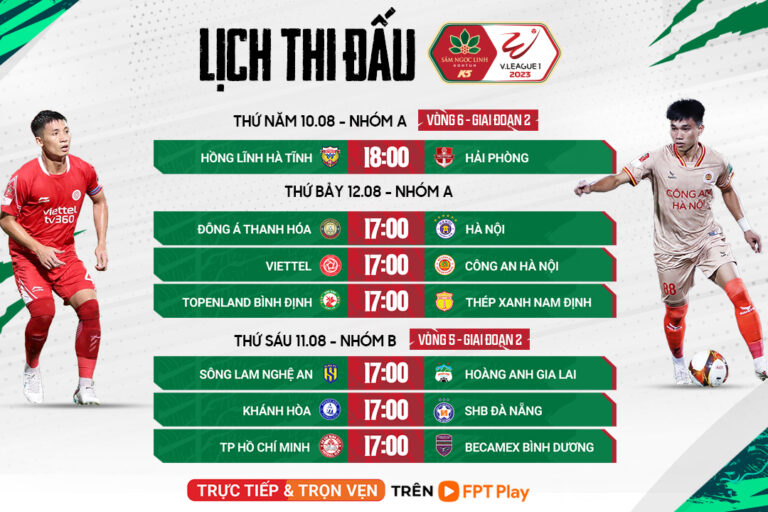 LỊCH THI ĐẤU
SÂM NGỌC LINH
KONTUM
K5
V.LEAGUE 1
2023
THỨ NĂM 10.08 - NHÓM A VÒNG 6 - GIAI ĐOẠN 2
HỒNG LĨNH HÀ TĨNH 18:00 HẢI PHÒNG
THỨ BẢY 12.08 - NHÓM A
ĐÔNG Á THANH HÓA 17:00 HÀ NỘI
VIETTEL 17:00 CÔNG AN HÀ NỘI
TOPENLAND BÌNH ĐỊNH 17:00 THÉP XANH NAM ĐỊNH
THỨ SÁU 11.08 - NHÓM B VÒNG 5 - GIAI ĐOẠN 2
SÔNG LAM NGHỆ AN 17:00 HOÀNG ANH GIA LAI
KHÁNH HÒA 17:00 SHB ĐÀ NẴNG
TP HỒ CHÍ MINH 17:00 BECAMEX BÌNH DƯƠNG
TRỰC TIẾP & TRỌN VẸN TRÊN FPT Play
viettel
tv360
CÔNG AN
HÀ NỘI
88